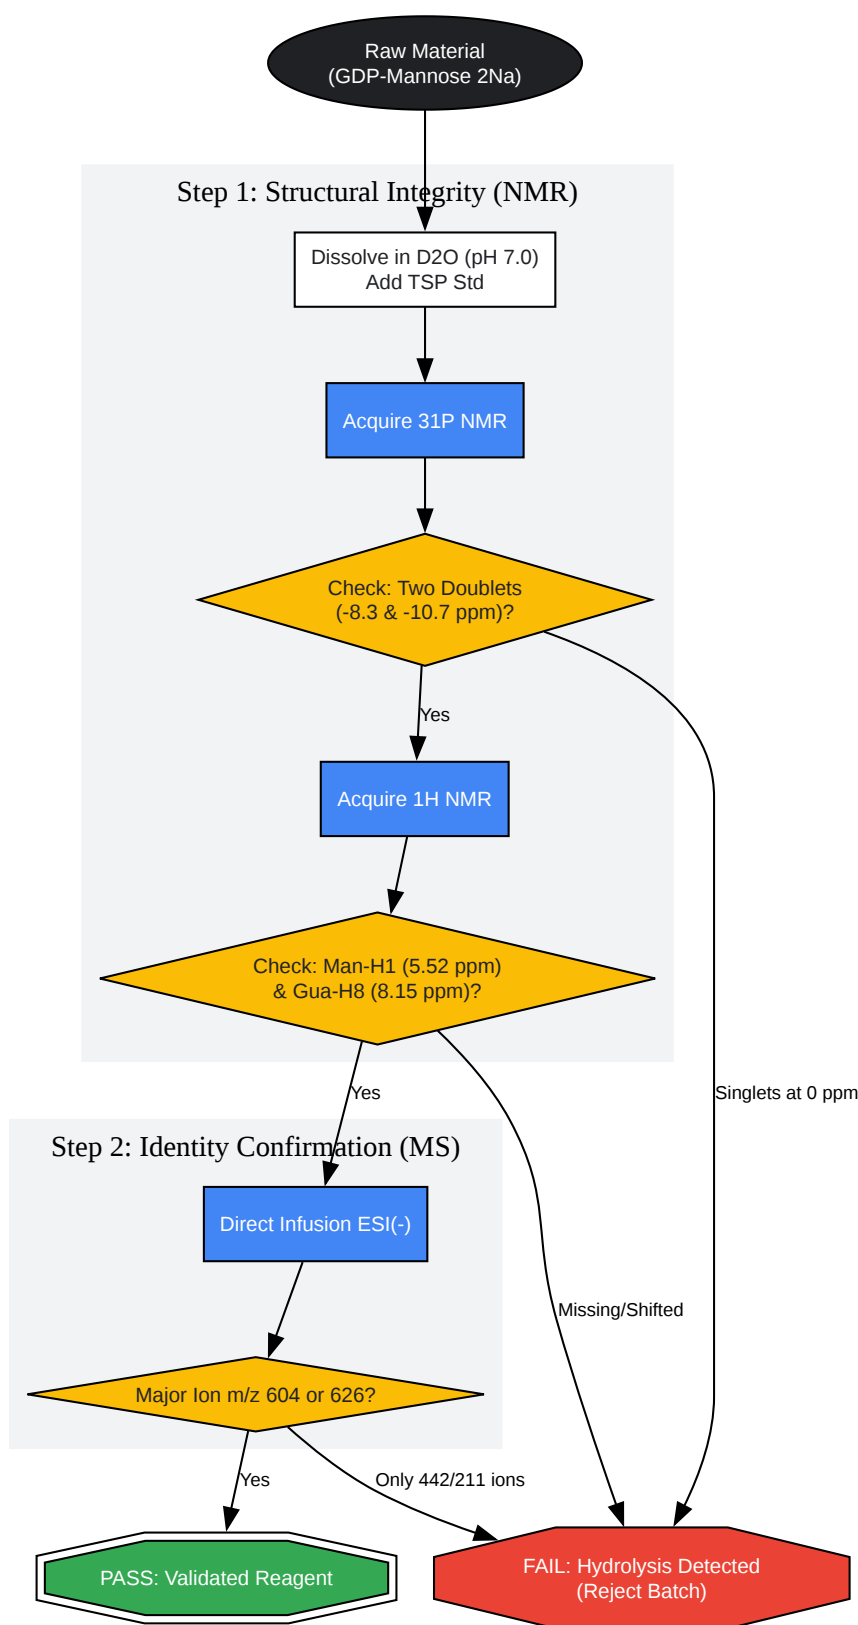 Raw Material
(GDP-Mannose 2Na)
Step 1: Structural Integrity (NMR)
Dissolve in D2O (pH 7.0)
Add TSP Std
Acquire 31P NMR
Check: Two Doublets
(-8.3 & -10.7 ppm)?
Yes
Acquire 1H NMR
Check: Man-H1 (5.52 ppm)
& Gua-H8 (8.15 ppm)?
Yes
Singlets at 0 ppm
Step 2: Identity Confirmation (MS)
Direct Infusion ESI(-)
Missing/Shifted
Major Ion m/z 604 or 626?
Yes
Only 442/211 ions
PASS: Validated Reagent
FAIL: Hydrolysis Detected
(Reject Batch)